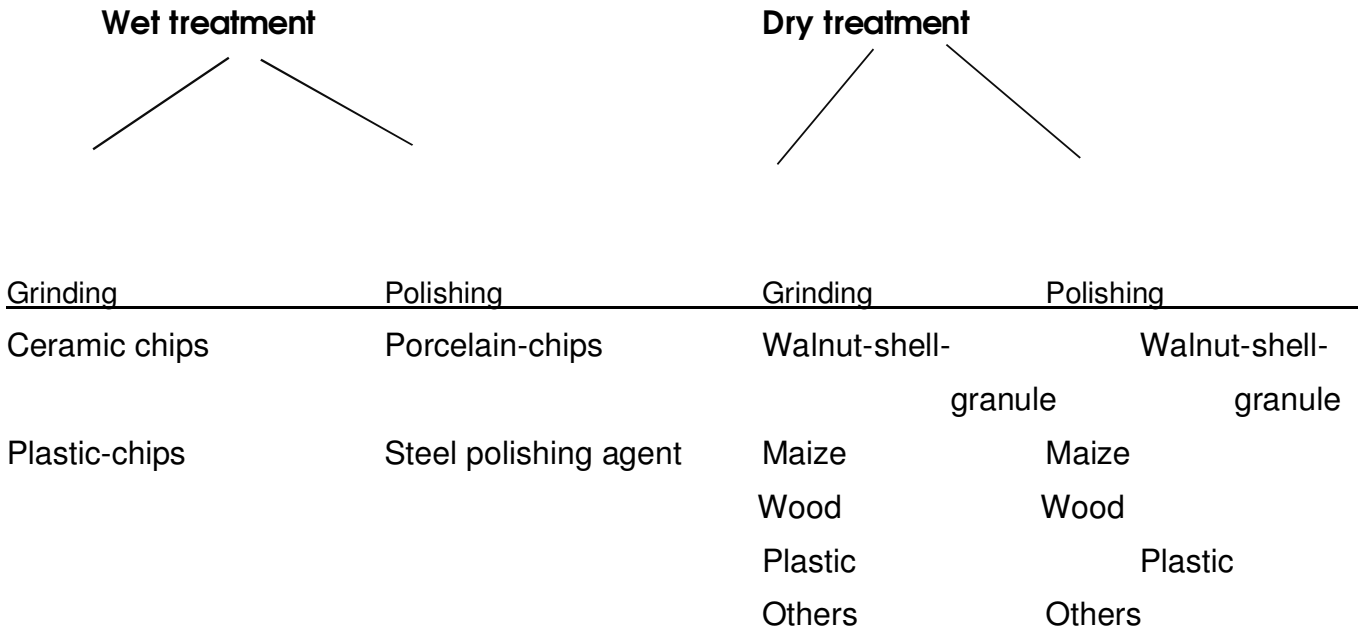 Wet treatment Dry treatment
Grinding Polishing Grinding Polishing
Ceramic chips Porcelain-chips Walnut-shell- Walnut-shell-
granule granule
Plastic-chips Steel polishing agent Maize Maize
Wood Wood
Plastic Plastic
Others Others